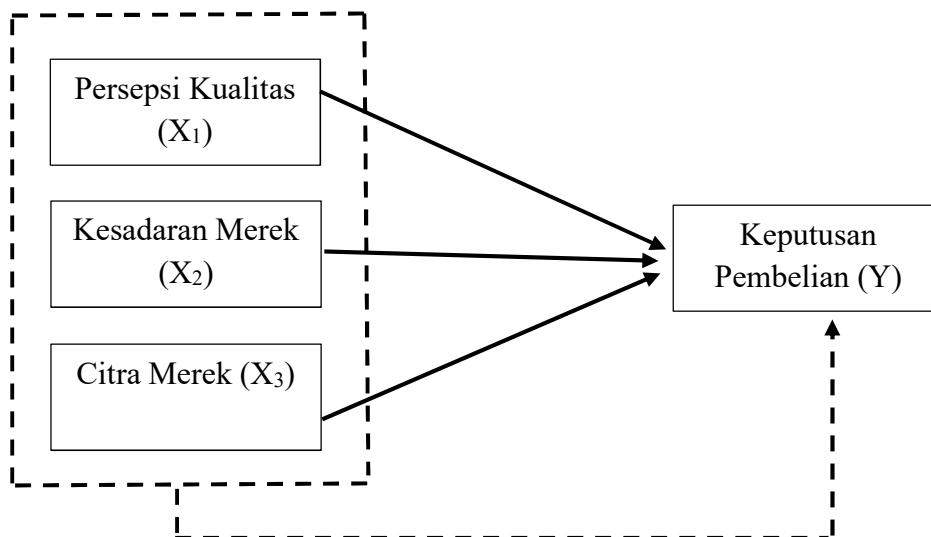 Persepsi Kualitas
(X₁)
Kesadaran Merek
(X₂)
Citra Merek (X₃)
Keputusan
Pembelian (Y)